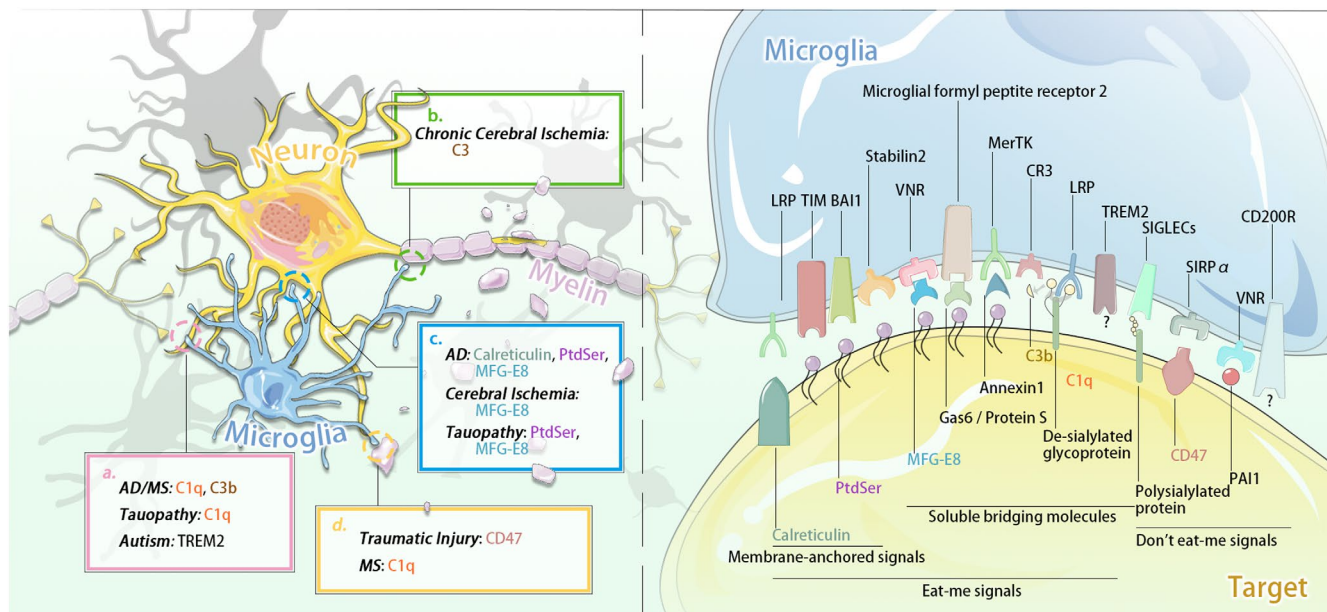 Neuron
Microglia
Myelin
b.
Chronic Cerebral Ischemia:
C3
c.
AD: Calreticulin, PtdSer,
MFG-E8
Cerebral Ischemia:
MFG-E8
Tauopathy: PtdSer,
MFG-E8
a.
AD/MS: C1q, C3b
Tauopathy: C1q
Autism: TREM2
d.
Traumatic Injury: CD47
MS: C1q
Microglia
Microglial formyl peptite receptor 2
Stabilin2
MerTK
VNR
CR3
LRP TIM BAI1
LRP
TREM2
SIGLECs
CD200R
SIRP α
VNR
?
?
C3b
C1q
Annexin1
Gas6 / Protein S
De-sialylated
glycoprotein
MFG-E8
CD47
PtdSer
PAI1
Polysialylated
protein
Soluble bridging molecules
Calreticulin
Membrane-anchored signals
Don't eat-me signals
Eat-me signals
Target